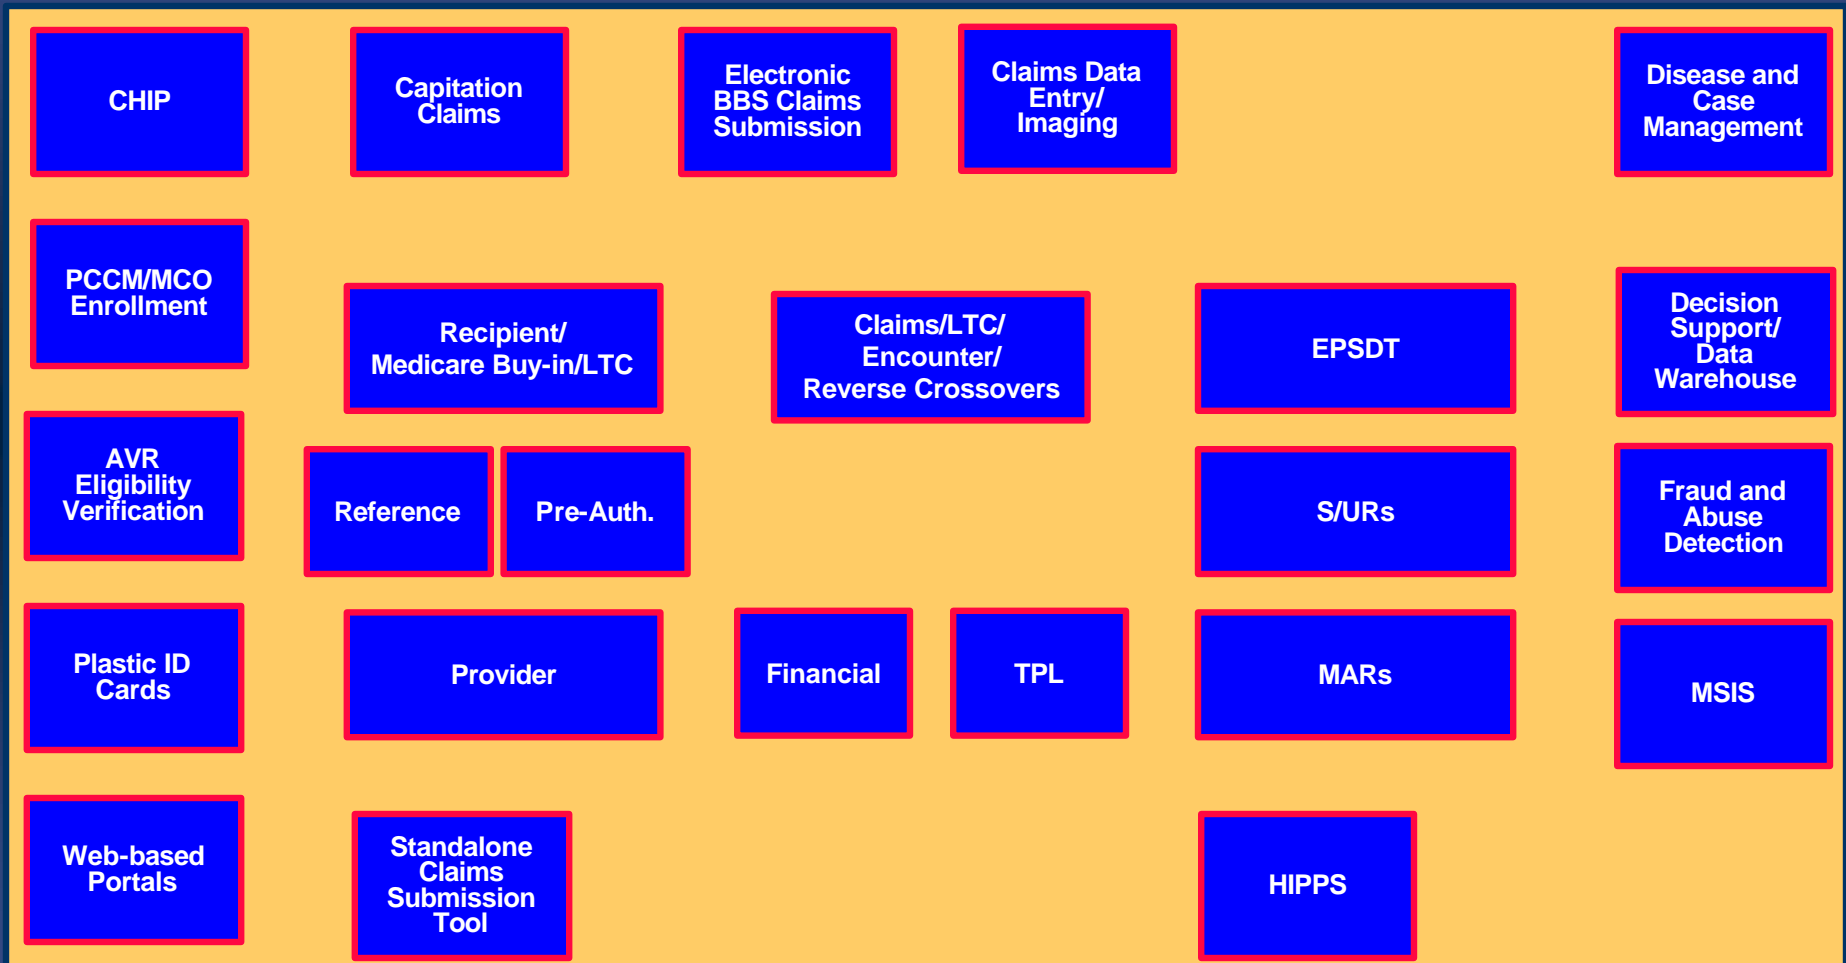 CHIP
Capitation
Claims
Electronic
BBS Claims
Submission
Claims Data
Entry/
Imaging
Disease and
Case
Management
PCCM/MCO
Enrollment
Recipient/
Medicare Buy-in/LTC
Claims/LTC/
Encounter/
Reverse Crossovers
EPSDT
Decision
Support/
Data
Warehouse
AVR
Eligibility
Verification
Reference
Pre-Auth.
S/URs
Fraud and
Abuse
Detection
Plastic ID
Cards
Provider
Financial
TPL
MARs
MSIS
Web-based
Portals
Standalone
Claims
Submission
Tool
HIPPS